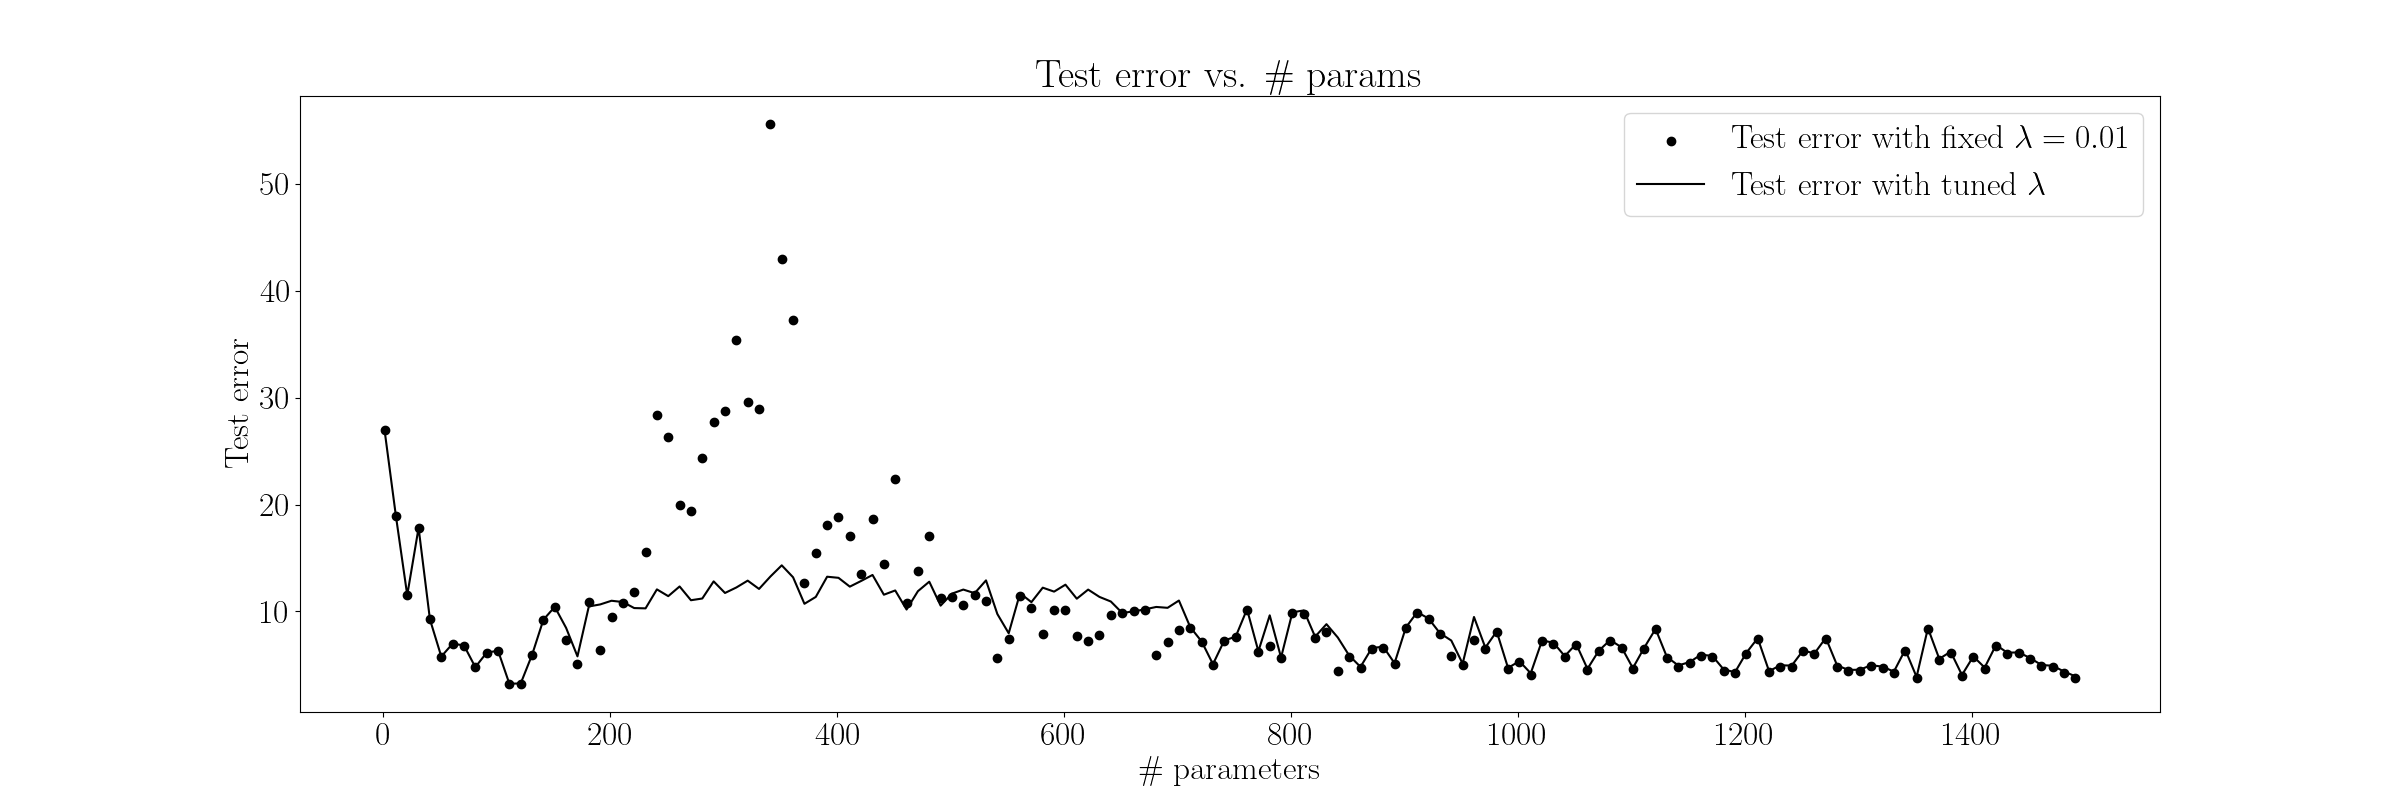 Test error vs. # params
Test error with fixed λ = 0.01
Test error with tuned λ
Test error
50
40
30
20
10
0 200 400 600 800 1000 1200 1400
# parameters